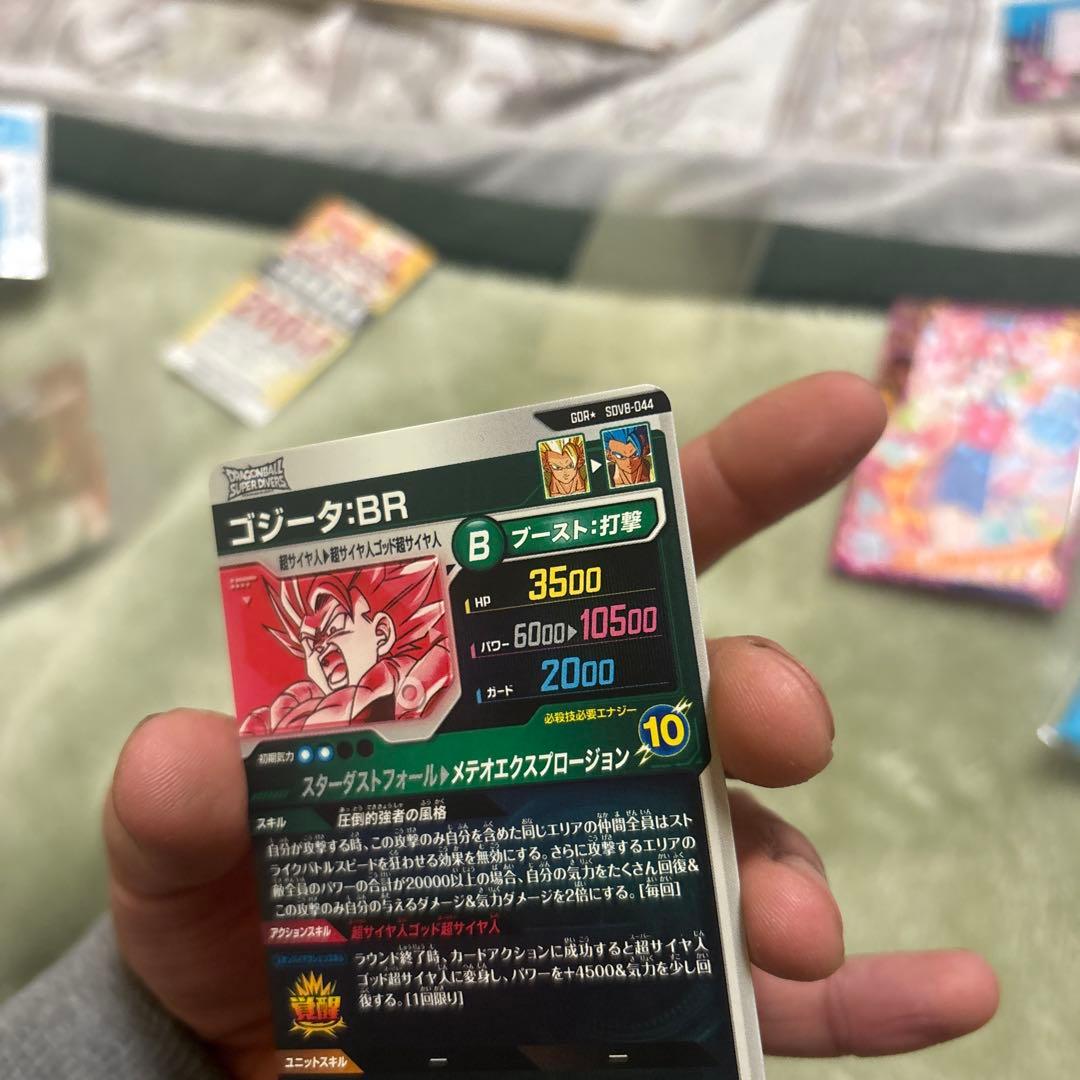 GDR★ SDV8-044
DRAGONBALL
SUPER DIVERS
ゴジータ:BR
超サイヤ人▶超サイヤ人ゴッド超サイヤ人
B ブースト:打撃
HP 3500
パワー 6000▶10500
ガード 2000
必殺技必要エナジー 10
初期気力
スターダストフォール▶メテオエクスプロージョン
スキル 圧倒的強者の風格
自分が攻撃する時、この攻撃のみ自分を含めた同じエリアの仲間全員はスト
ライクバトルスピードを狂わせる効果を無効にする。さらに攻撃するエリアの
敵全員のパワーの合計が20000以上の場合、自分の気力をたくさん回復&
この攻撃のみ自分の与えるダメージ&気力ダメージを2倍にする。[毎回]
アクションスキル 超サイヤ人ゴッド超サイヤ人
ラウンド終了時、カードアクションに成功すると超サイヤ人
ゴッド超サイヤ人に変身し、パワーを+4500&気力を少し回
復する。[1回限り]
覚醒
ユニットスキル ー ー